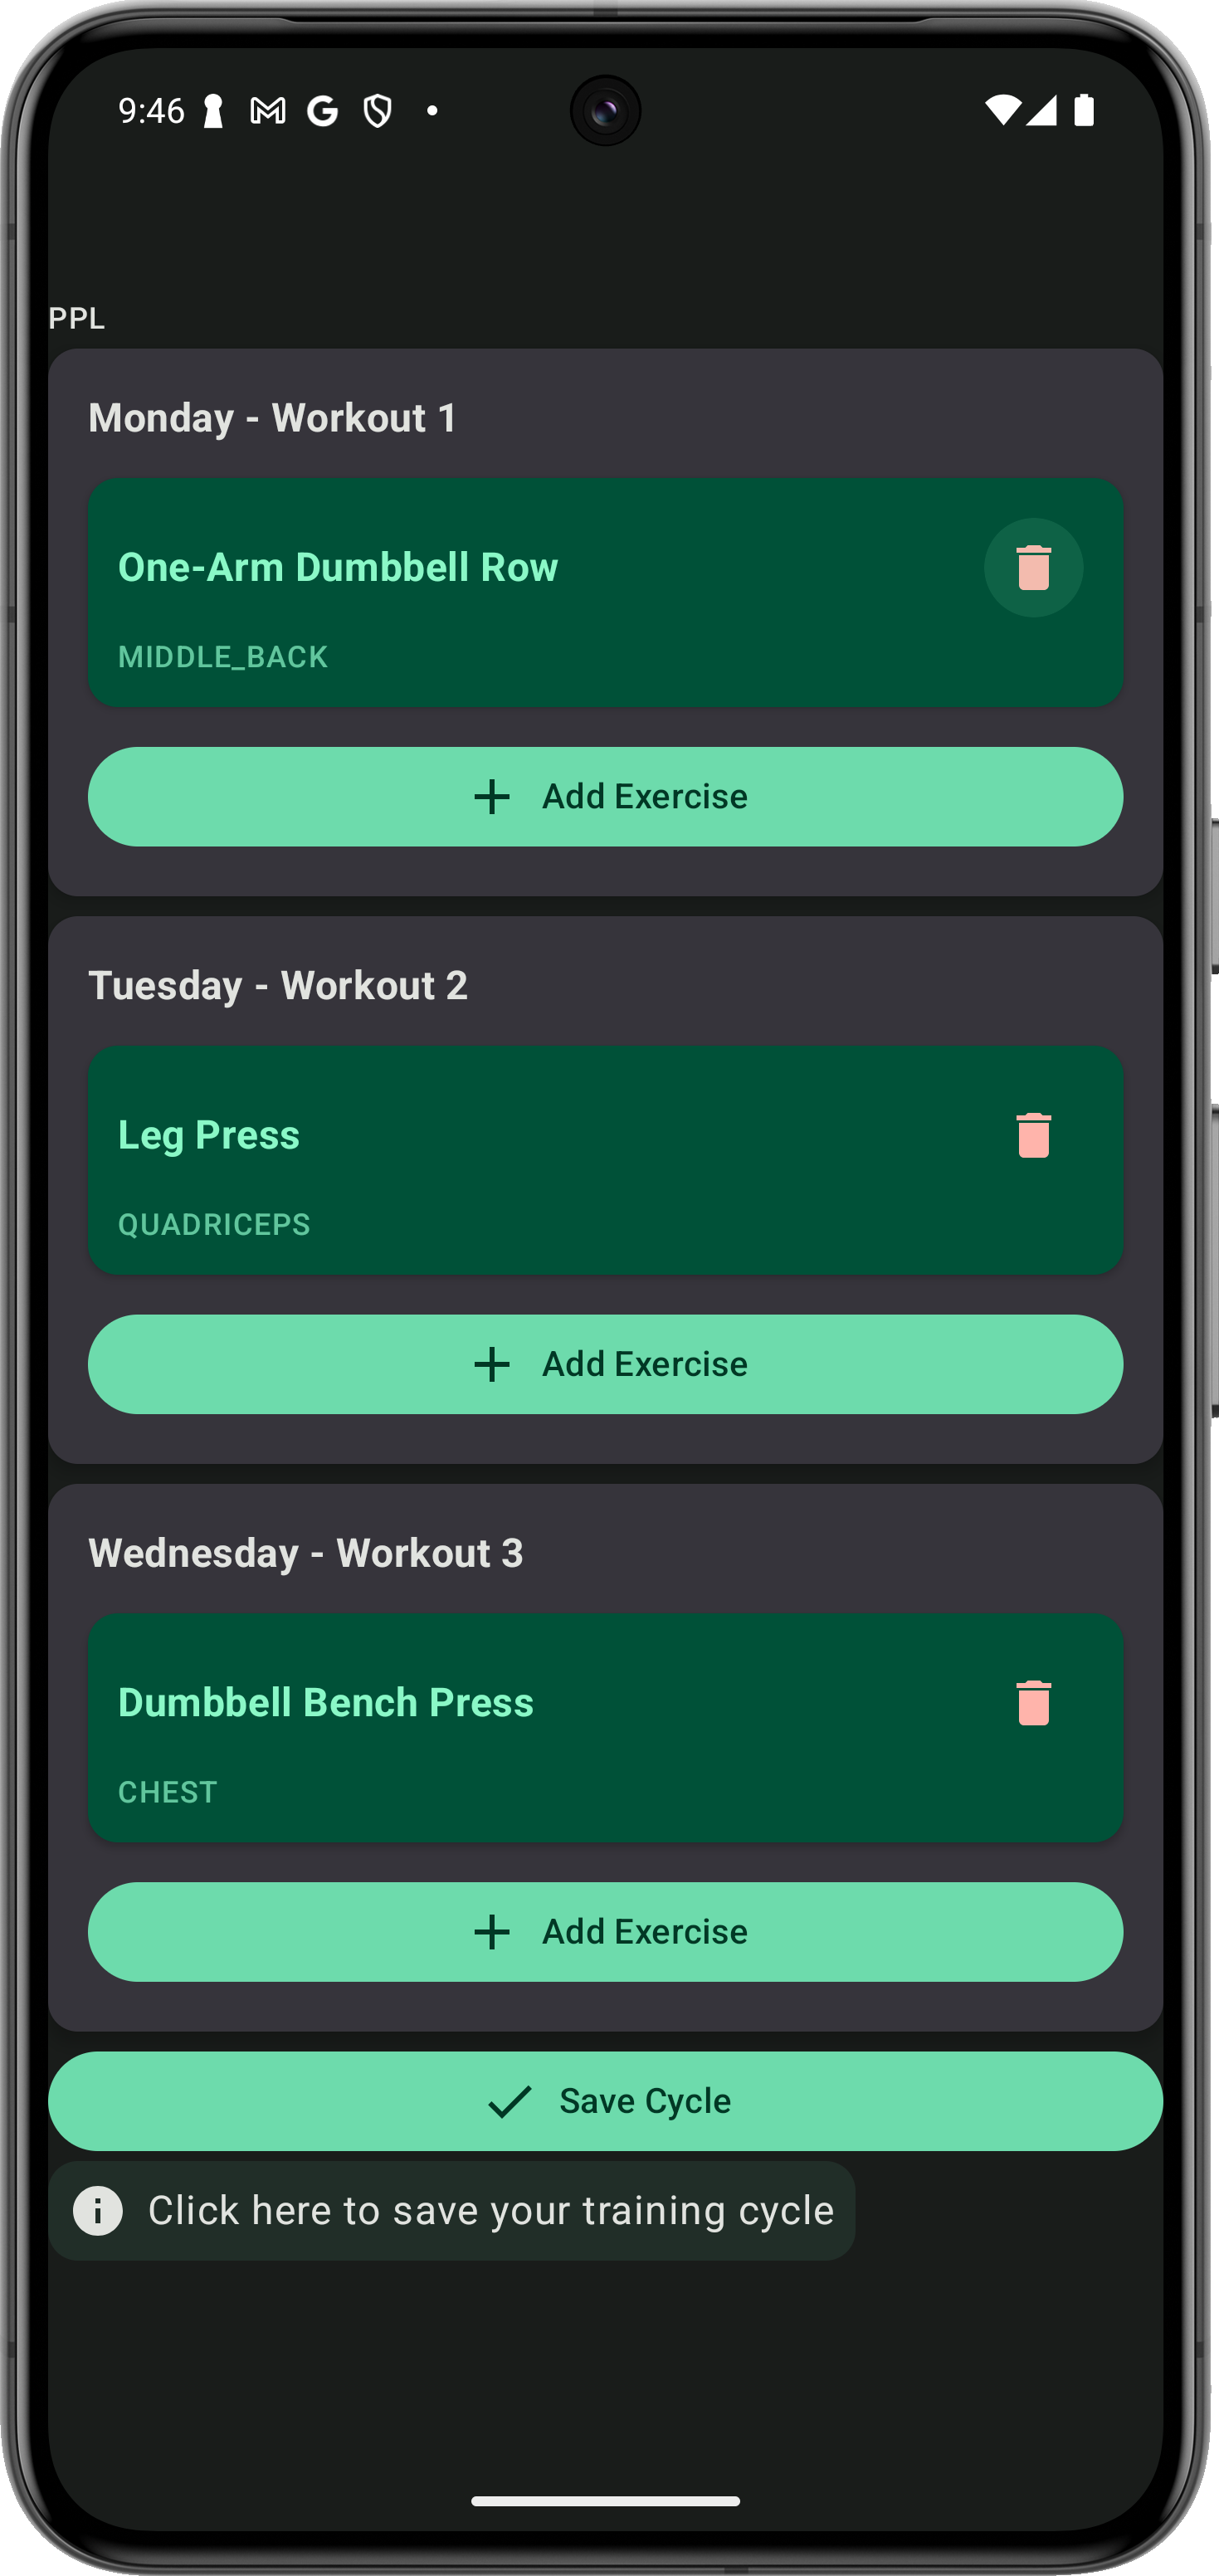 9:46
PPL
Monday - Workout 1
One-Arm Dumbbell Row
MIDDLE_BACK
+ Add Exercise
Tuesday - Workout 2
Leg Press
QUADRICEPS
+ Add Exercise
Wednesday - Workout 3
Dumbbell Bench Press
CHEST
+ Add Exercise
Save Cycle
Click here to save your training cycle